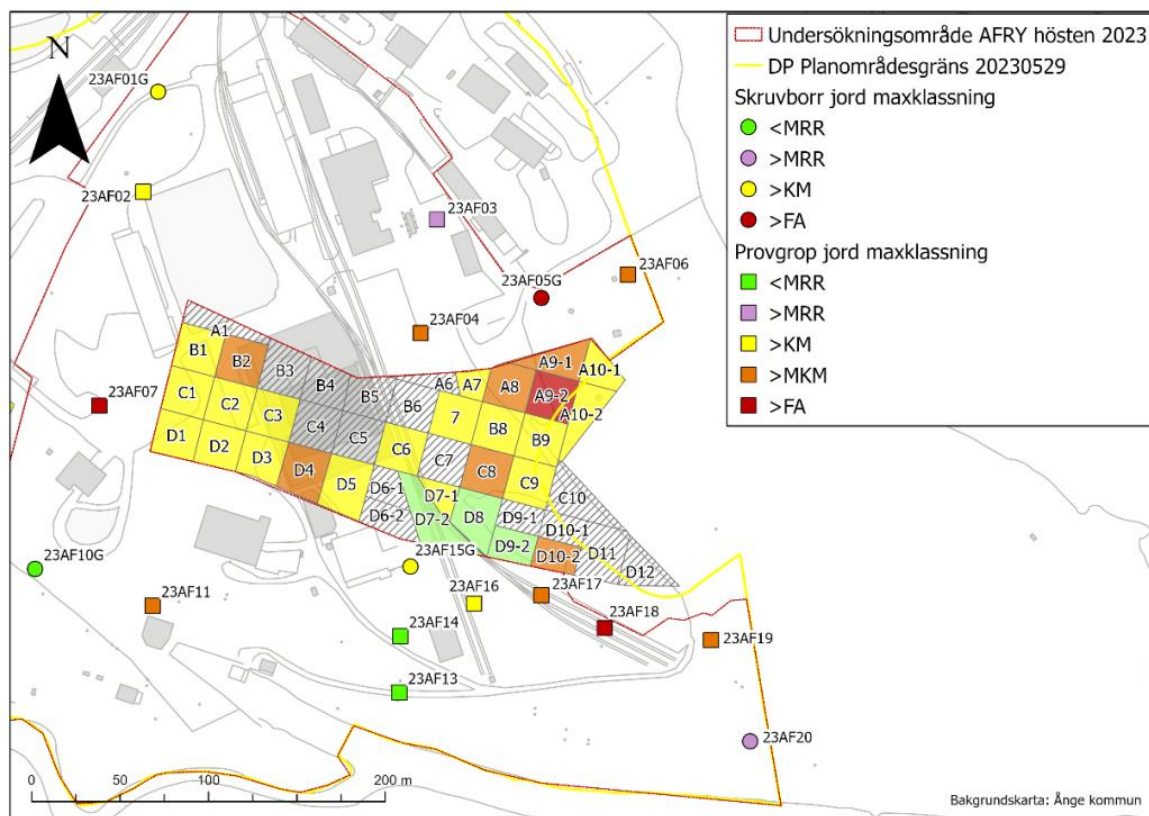 Undersökningsområde AFRY hösten 2023
DP Planområdesgräns 20230529
Skruvborr jord maxklassning
<MRR
>MRR
>KM
>FA
Provgrop jord maxklassning
<MRR
>MRR
>KM
>MKM
>FA
N
23AF01G
23AF02
23AF03
23AF06
23AF05G
23AF04
23AF07
A1
B1 B2 B3 B4 B5 B6 A6 A7 A8 A9-1 A10-1
A9-2 A10-2
C1 C2 C3 C4 C5 C6 7 B8 B9
D1 D2 D3 D4 D5 D6-1 C7 C8 C9 C10
D6-2 D7-1 D7-2 D8 D9-1 D10-1
D9-2 D10-2 D11 D12
23AF10G
23AF15G
23AF11
23AF16
23AF17
23AF14
23AF18
23AF19
23AF13
23AF20
0 50 100 200 m
Bakgrundskarta: Ånge kommun